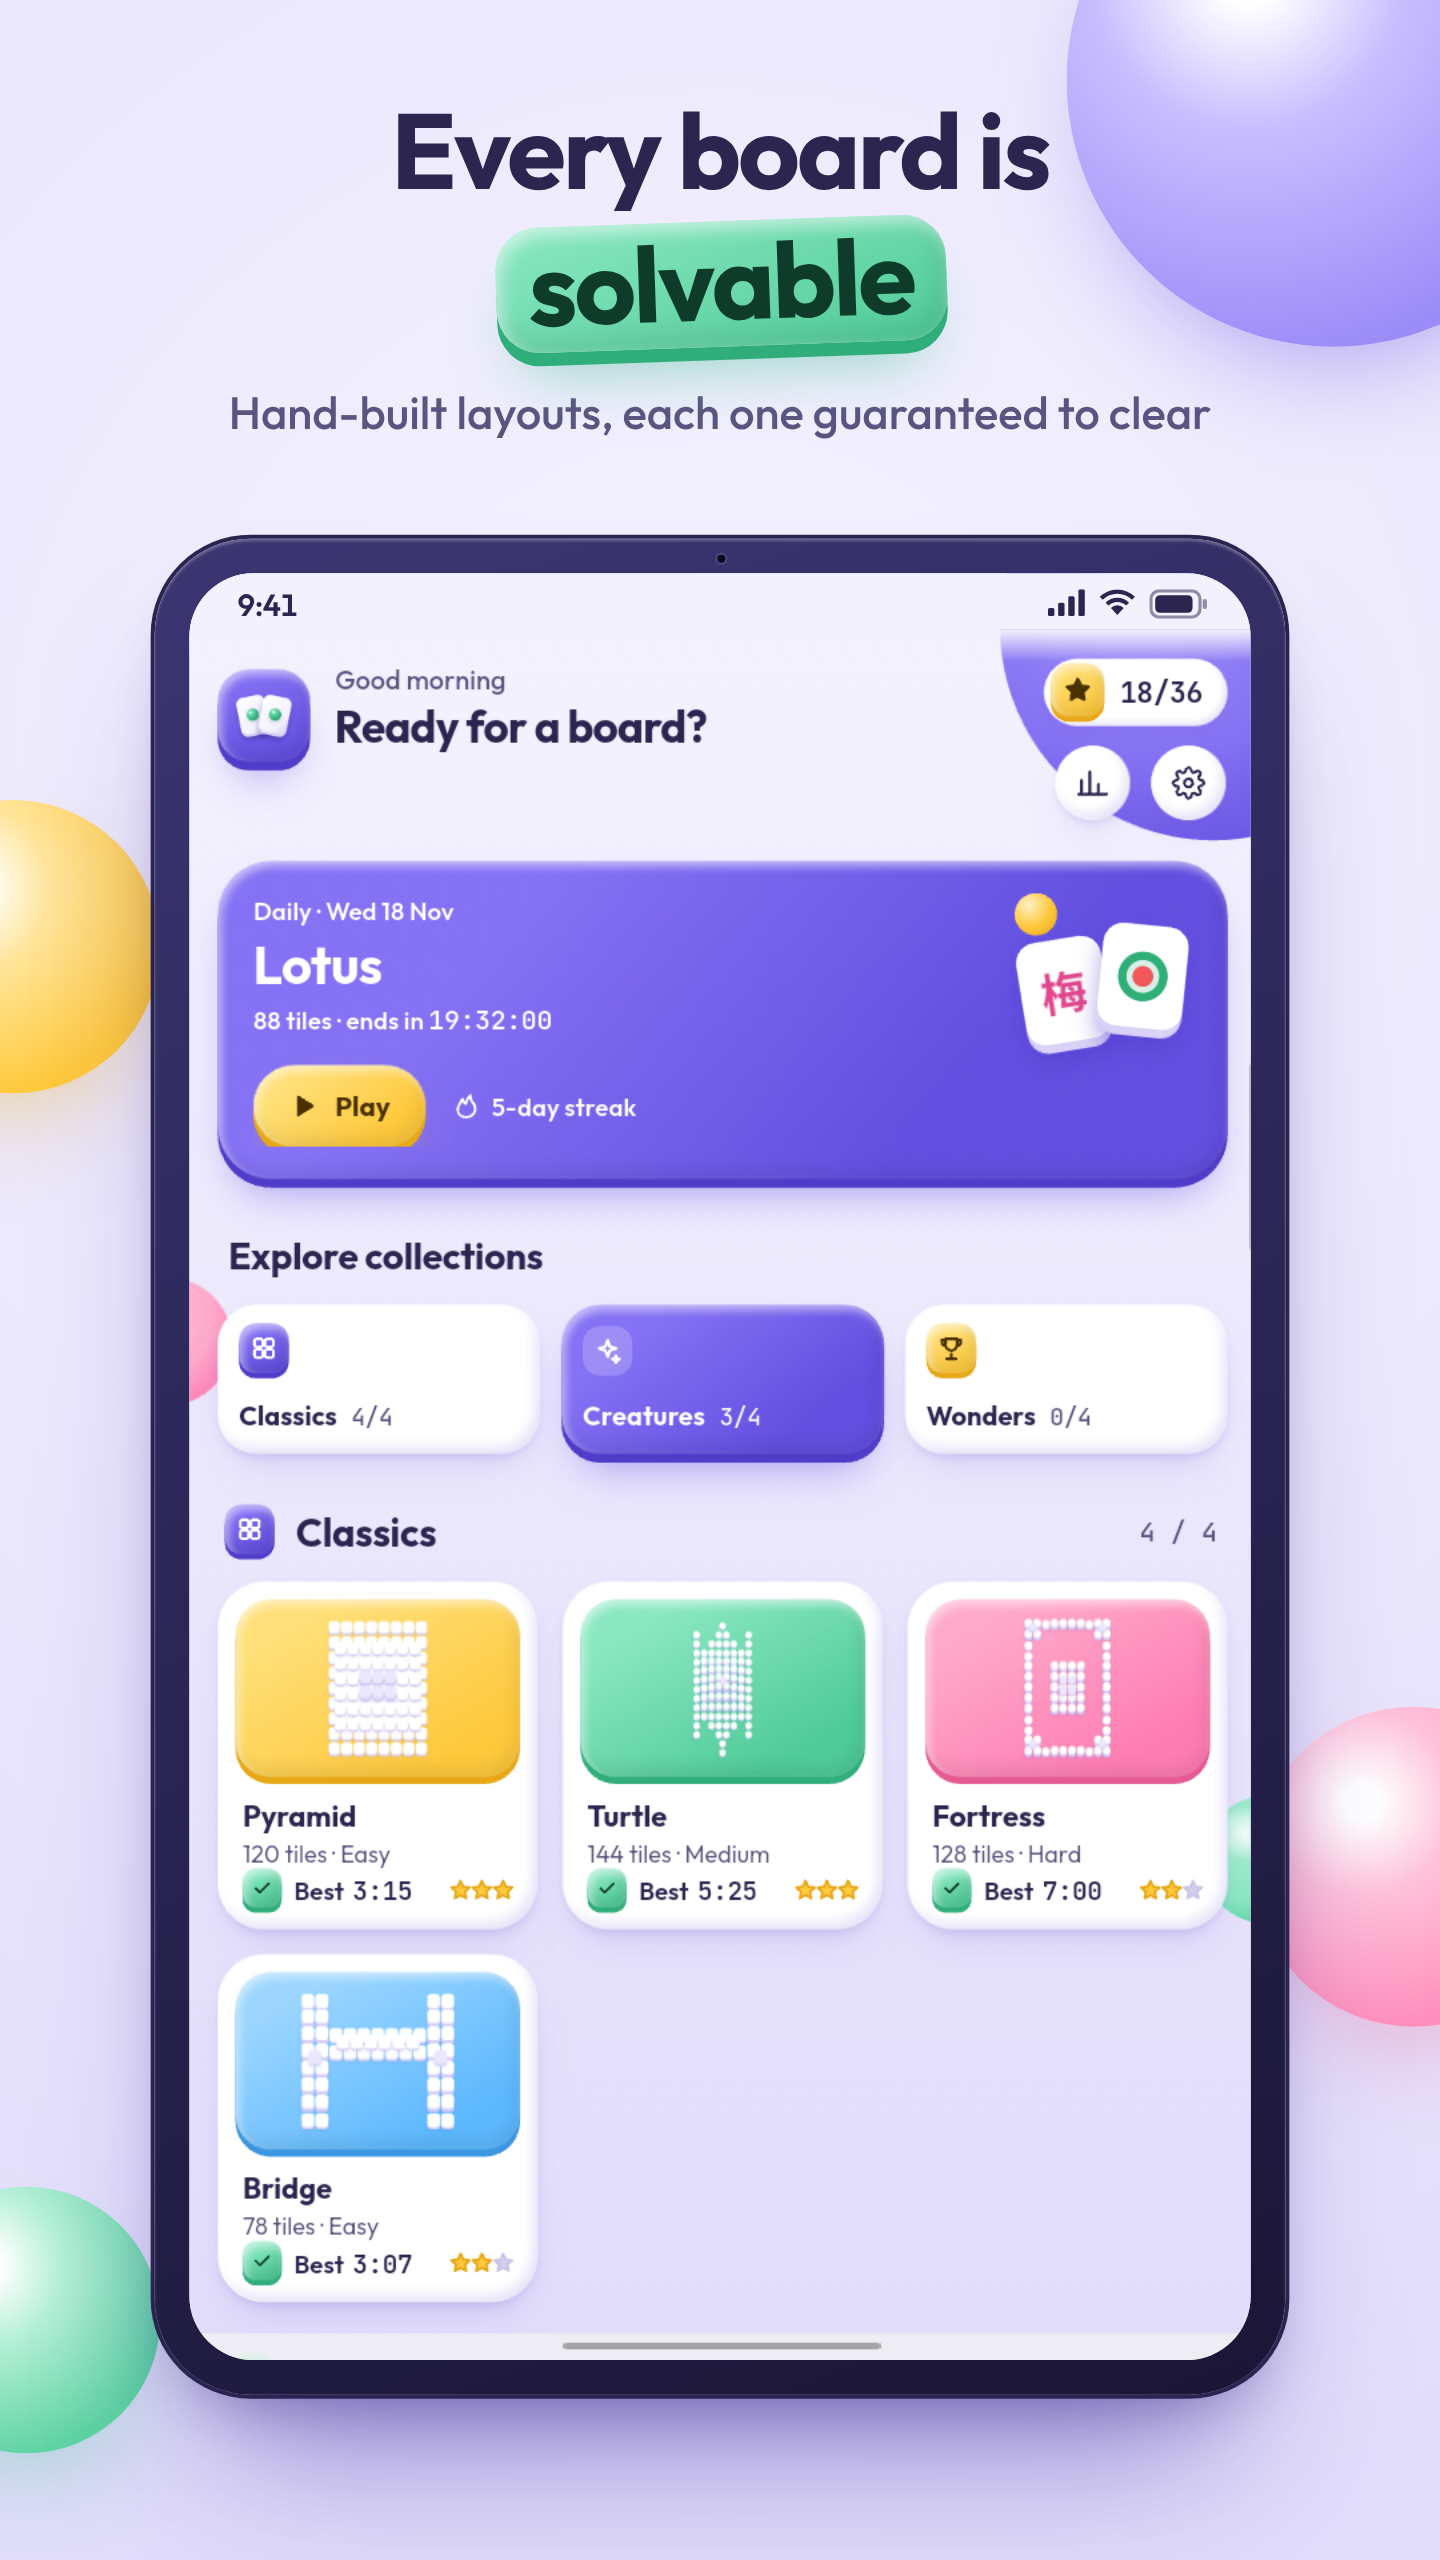 Every board is
solvable
Hand-built layouts, each one guaranteed to clear
9:41
Good morning
Ready for a board?
18/36
Daily · Wed 18 Nov
Lotus
88 tiles · ends in 19:32:00
梅
Play
5-day streak
Explore collections
Classics 4/4
Creatures 3/4
Wonders 0/4
Classics
4 / 4
Pyramid
120 tiles · Easy
Best 3:15
Turtle
144 tiles · Medium
Best 5:25
Fortress
128 tiles · Hard
Best 7:00
Bridge
78 tiles · Easy
Best 3:07